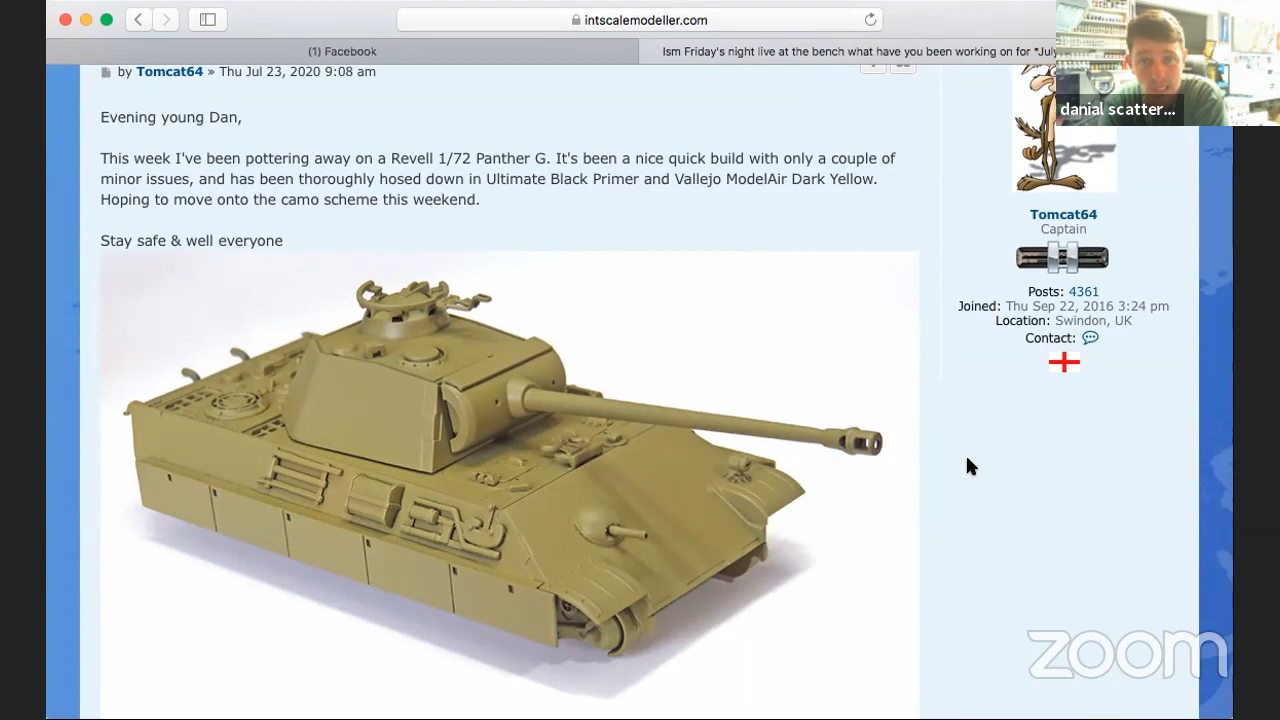 intscalemodeller.com
(1) Facebook
Ism Friday's night live at the bench what have you been working on for *July
danial scatter...
by Tomcat64 » Thu Jul 23, 2020 9:08 am
Evening young Dan,
This week I've been pottering away on a Revell 1/72 Panther G. It's been a nice quick build with only a couple of
minor issues, and has been thoroughly hosed down in Ultimate Black Primer and Vallejo ModelAir Dark Yellow.
Hoping to move onto the camo scheme this weekend.
Stay safe & well everyone
Tomcat64
Captain
Posts: 4361
Joined: Thu Sep 22, 2016 3:24 pm
Location: Swindon, UK
Contact:
zoom